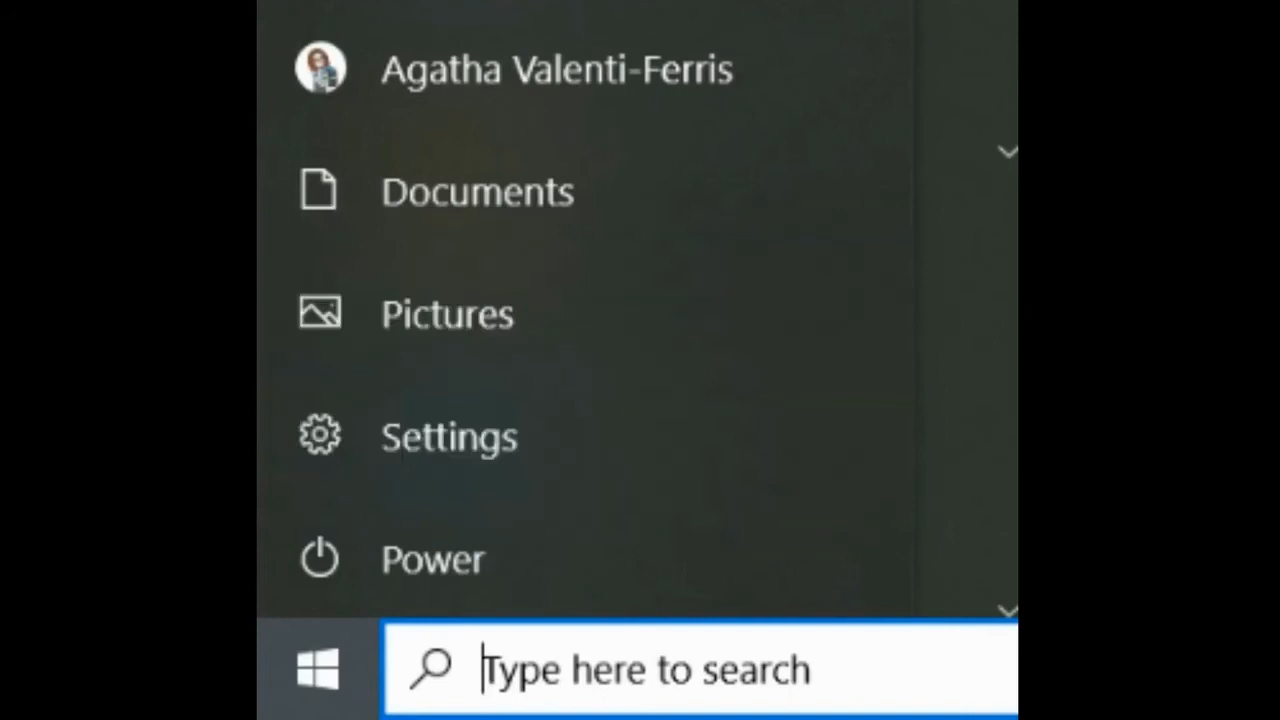 Agatha Valenti-Ferris
Documents
Pictures
Settings
Power
Type here to search